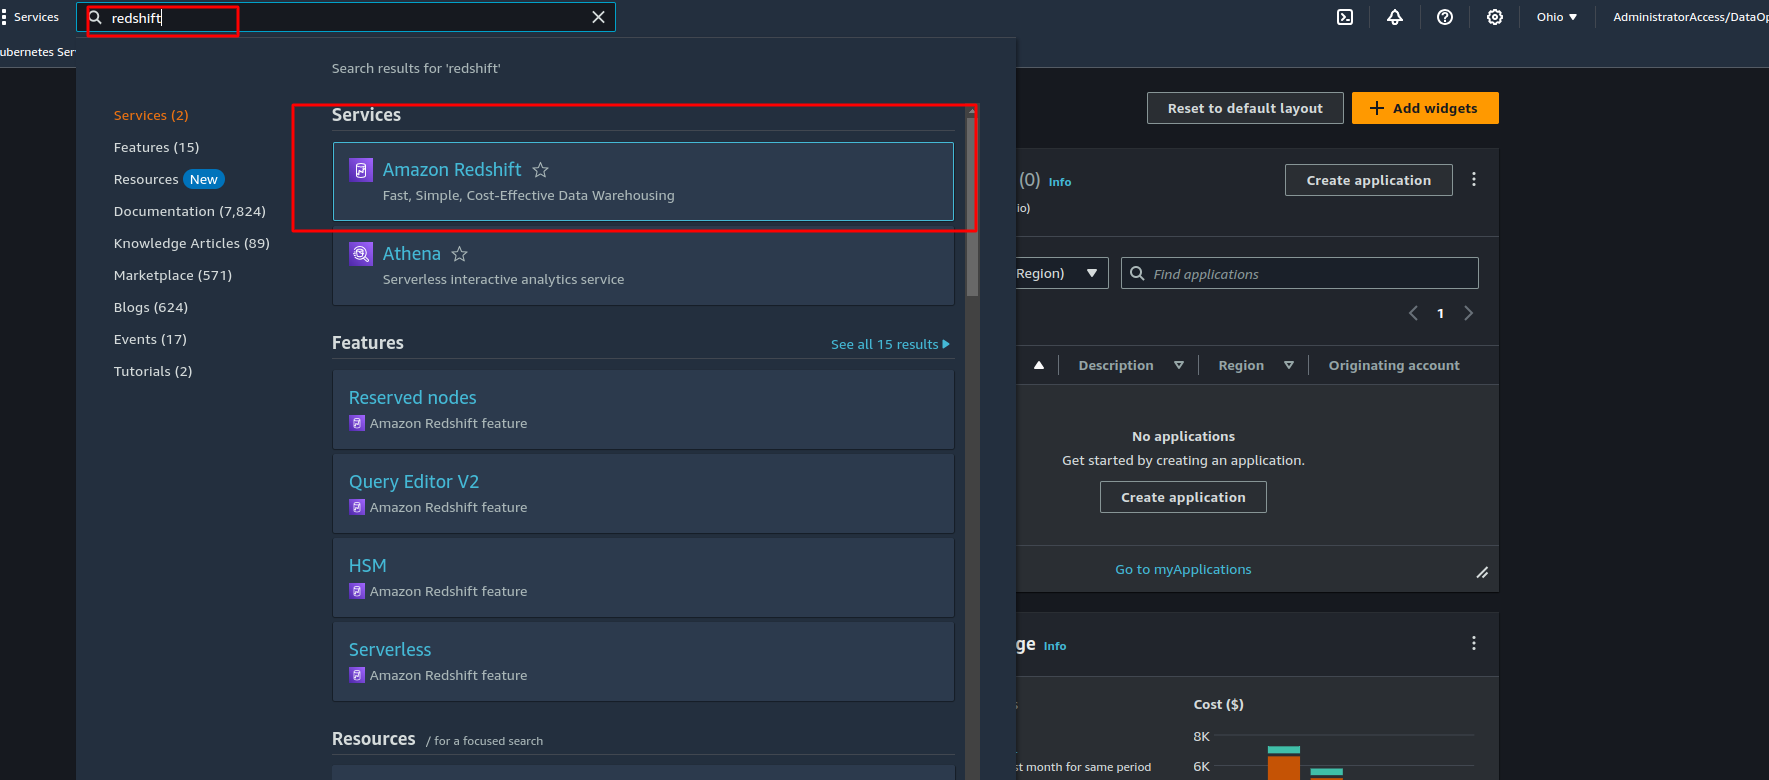 Services
redshift
Ohio
AdministratorAccess/DataOp
ubernetes Ser
Search results for 'redshift'
Services (2)
Features (15)
Resources New
Documentation (7,824)
Knowledge Articles (89)
Marketplace (571)
Blogs (624)
Events (17)
Tutorials (2)
Services
Amazon Redshift
Fast, Simple, Cost-Effective Data Warehousing
Athena
Serverless interactive analytics service
Features
See all 15 results
Reserved nodes
Amazon Redshift feature
Query Editor V2
Amazon Redshift feature
HSM
Amazon Redshift feature
Serverless
Amazon Redshift feature
Resources / for a focused search
Reset to default layout
Add widgets
(0) Info
Create application
io)
Region)
Find applications
1
Description
Region
Originating account
No applications
Get started by creating an application.
Create application
Go to myApplications
ge Info
Cost ($)
8K
6K
st month for same period